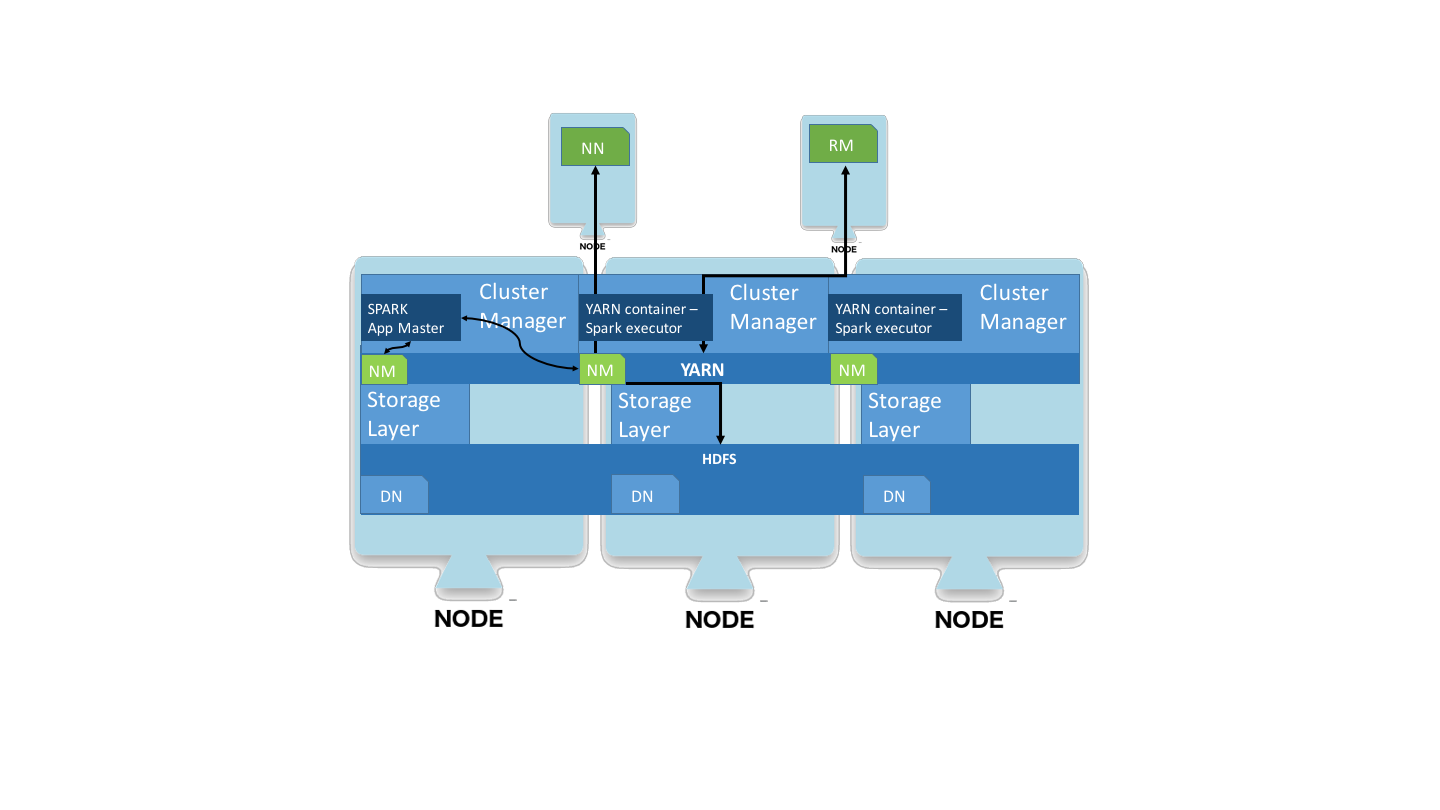 NN
RM
NODE
NODE
SPARK
App Master
Cluster
Manager
YARN container –
Spark executor
Cluster
Manager
YARN container –
Spark executor
Cluster
Manager
NM
NM
YARN
NM
Storage
Layer
Storage
Layer
Storage
Layer
HDFS
DN
DN
DN
NODE
NODE
NODE